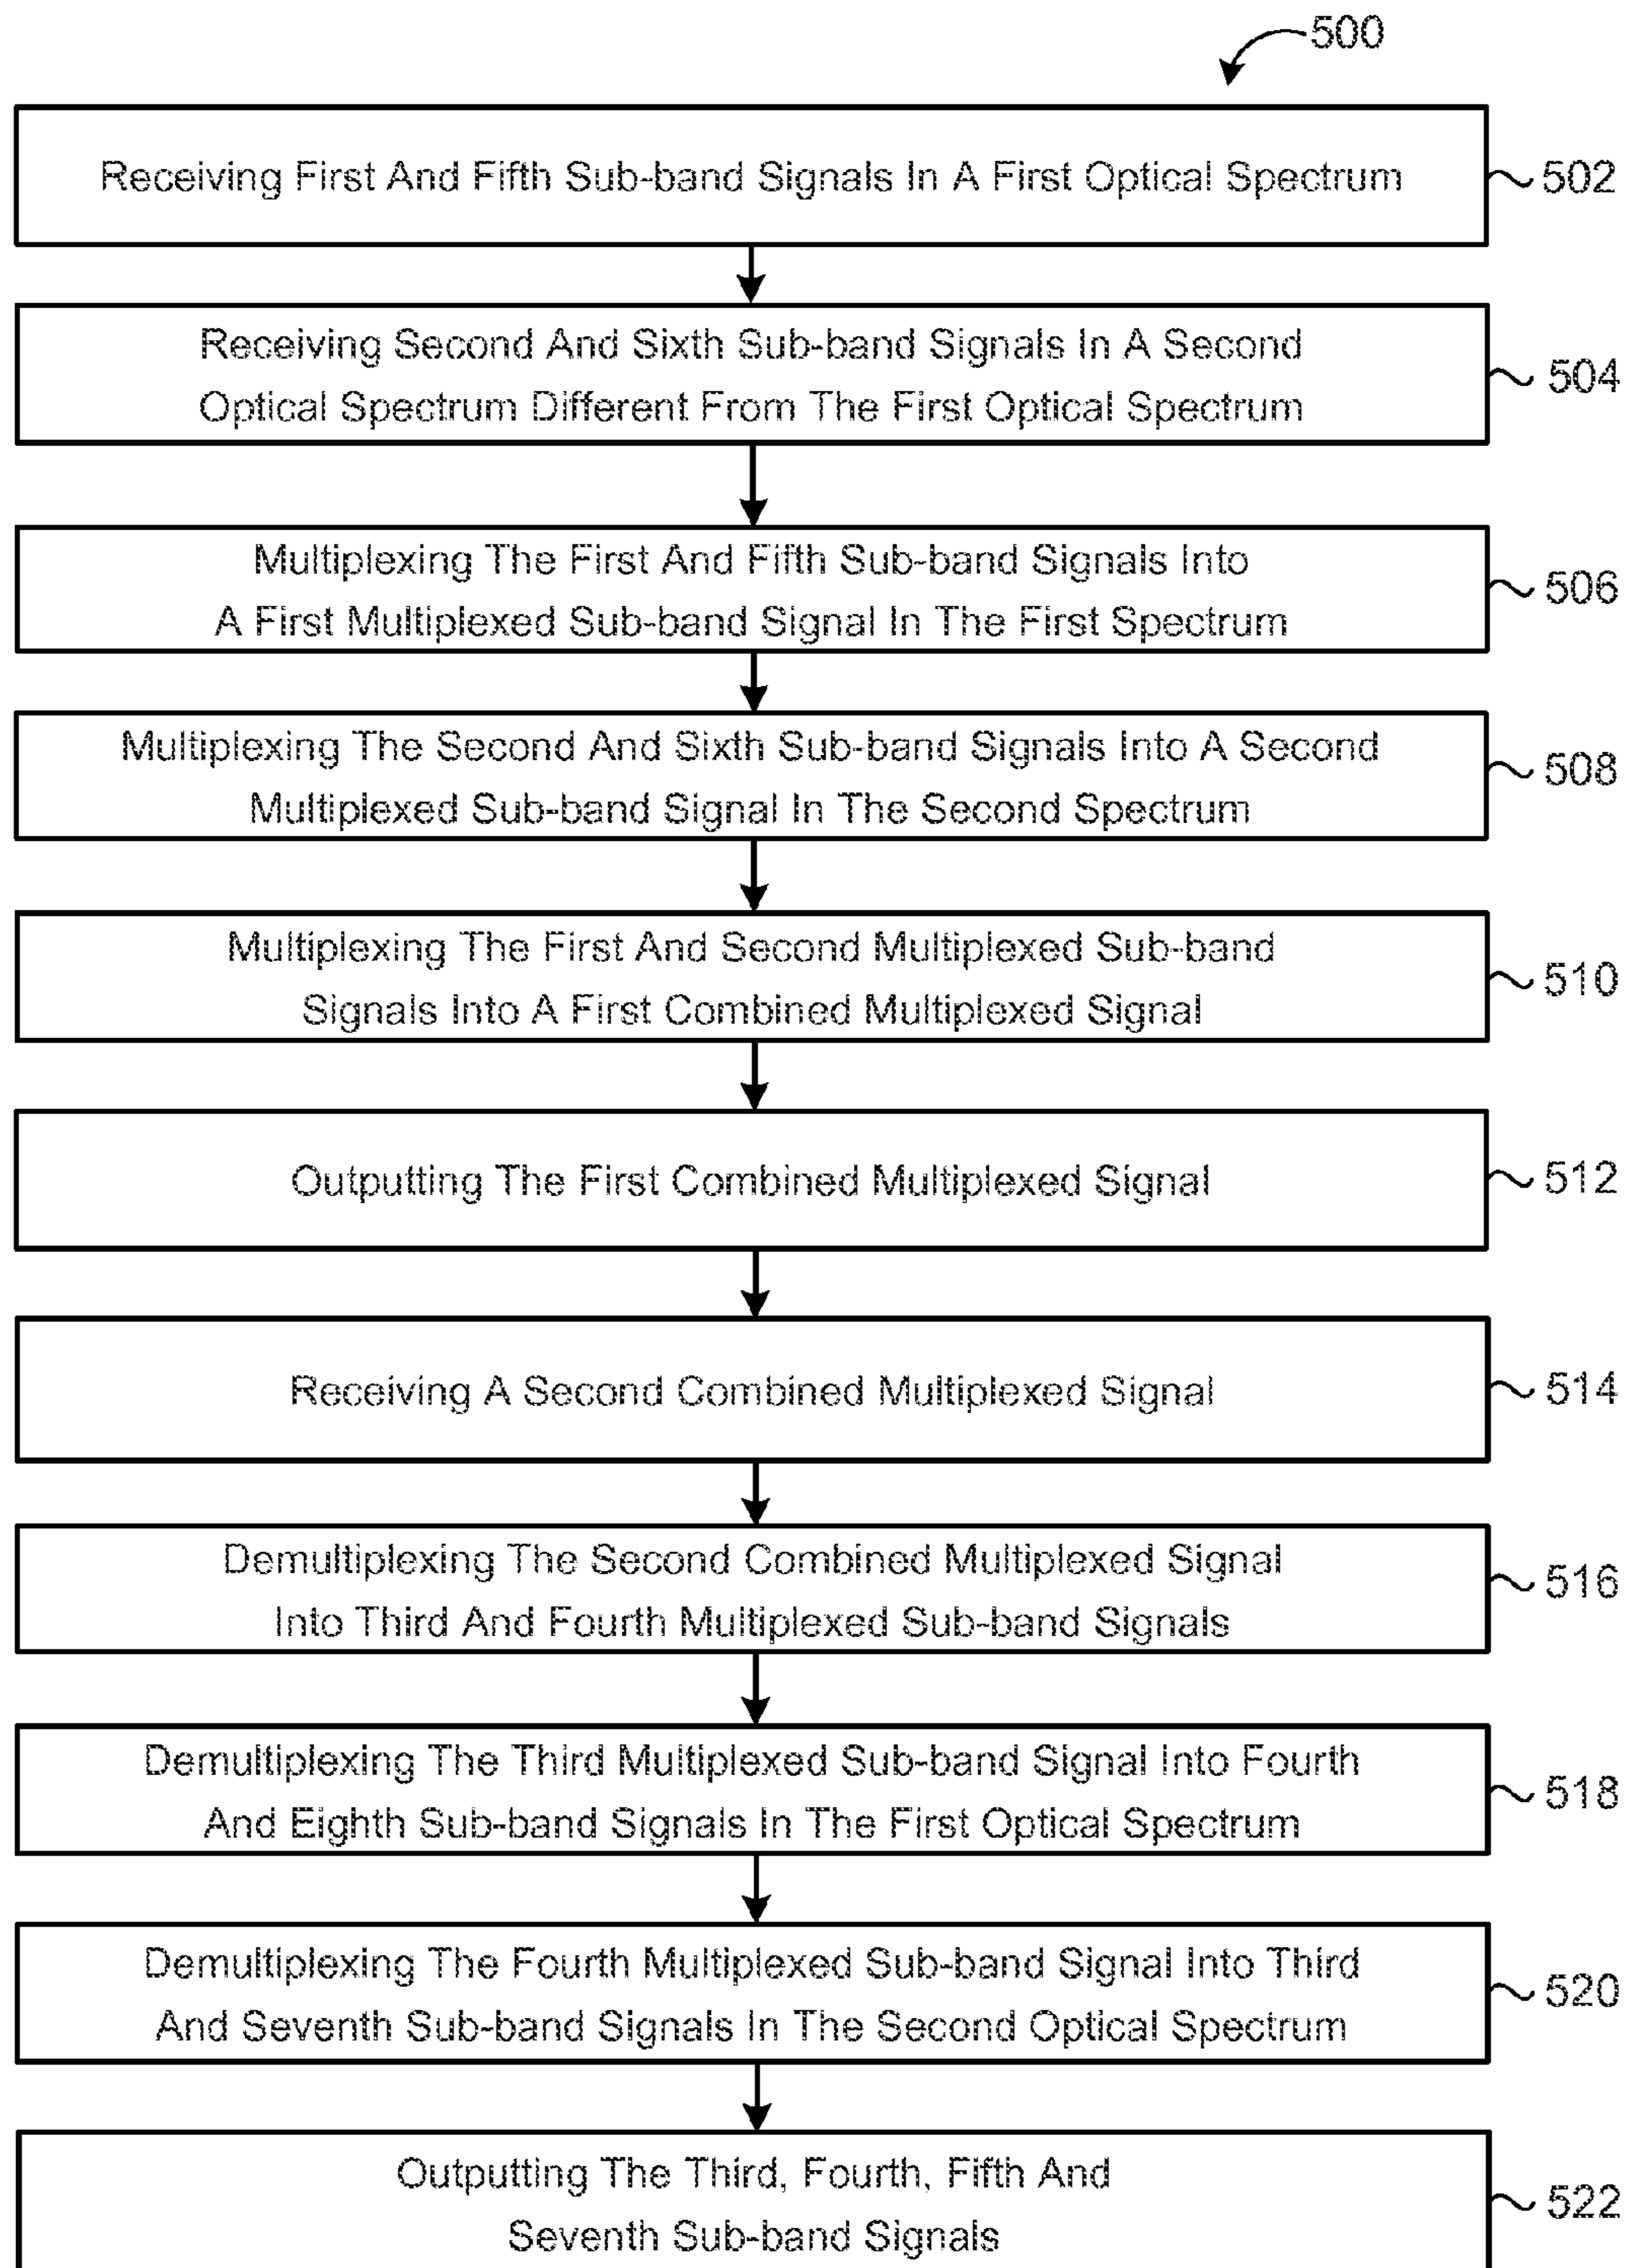 500
Receiving First And Fifth Sub-band Signals In A First Optical Spectrum
502
Receiving Second And Sixth Sub-band Signals In A Second
Optical Spectrum Different From The First Optical Spectrum
504
Multiplexing The First And Fifth Sub-band Signals Into
A First Multiplexed Sub-band Signal In The First Spectrum
506
Multiplexing The Second And Sixth Sub-band Signals Into A Second
Multiplexed Sub-band Signal In The Second Spectrum
508
Multiplexing The First And Second Multiplexed Sub-band
Signals Into A First Combined Multiplexed Signal
510
Outputting The First Combined Multiplexed Signal
512
Receiving A Second Combined Multiplexed Signal
514
Demultiplexing The Second Combined Multiplexed Signal
Into Third And Fourth Multiplexed Sub-band Signals
516
Demultiplexing The Third Multiplexed Sub-band Signal Into Fourth
And Eighth Sub-band Signals In The First Optical Spectrum
518
Demultiplexing The Fourth Multiplexed Sub-band Signal Into Third
And Seventh Sub-band Signals In The Second Optical Spectrum
520
Outputting The Third, Fourth, Fifth And
Seventh Sub-band Signals
522